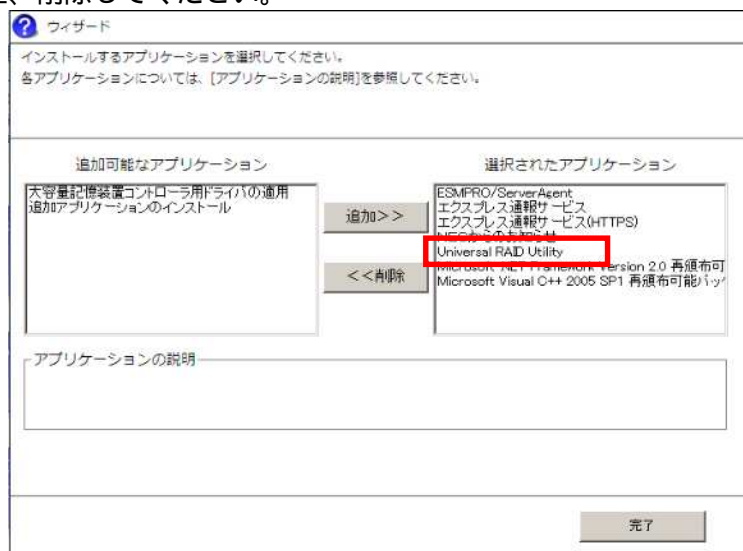 削除してください。
ウィザード
インストールするアプリケーションを選択してください。
各アプリケーションについては、[アプリケーションの説明]を参照してください。
追加可能なアプリケーション
選択されたアプリケーション
大容量記憶装置コントローラ用ドライバの適用
追加アプリケーションのインストール
追加>>
<<削除
ESMPRO/ServerAgent
エクスプレス通報サービス
エクスプレス通報サービス(HTTPS)
NECからのお知らせ
Universal RAID Utility
Microsoft .NET Framework Version 2.0 再頒布可
Microsoft Visual C++ 2005 SP1 再頒布可能パッ
アプリケーションの説明
完了